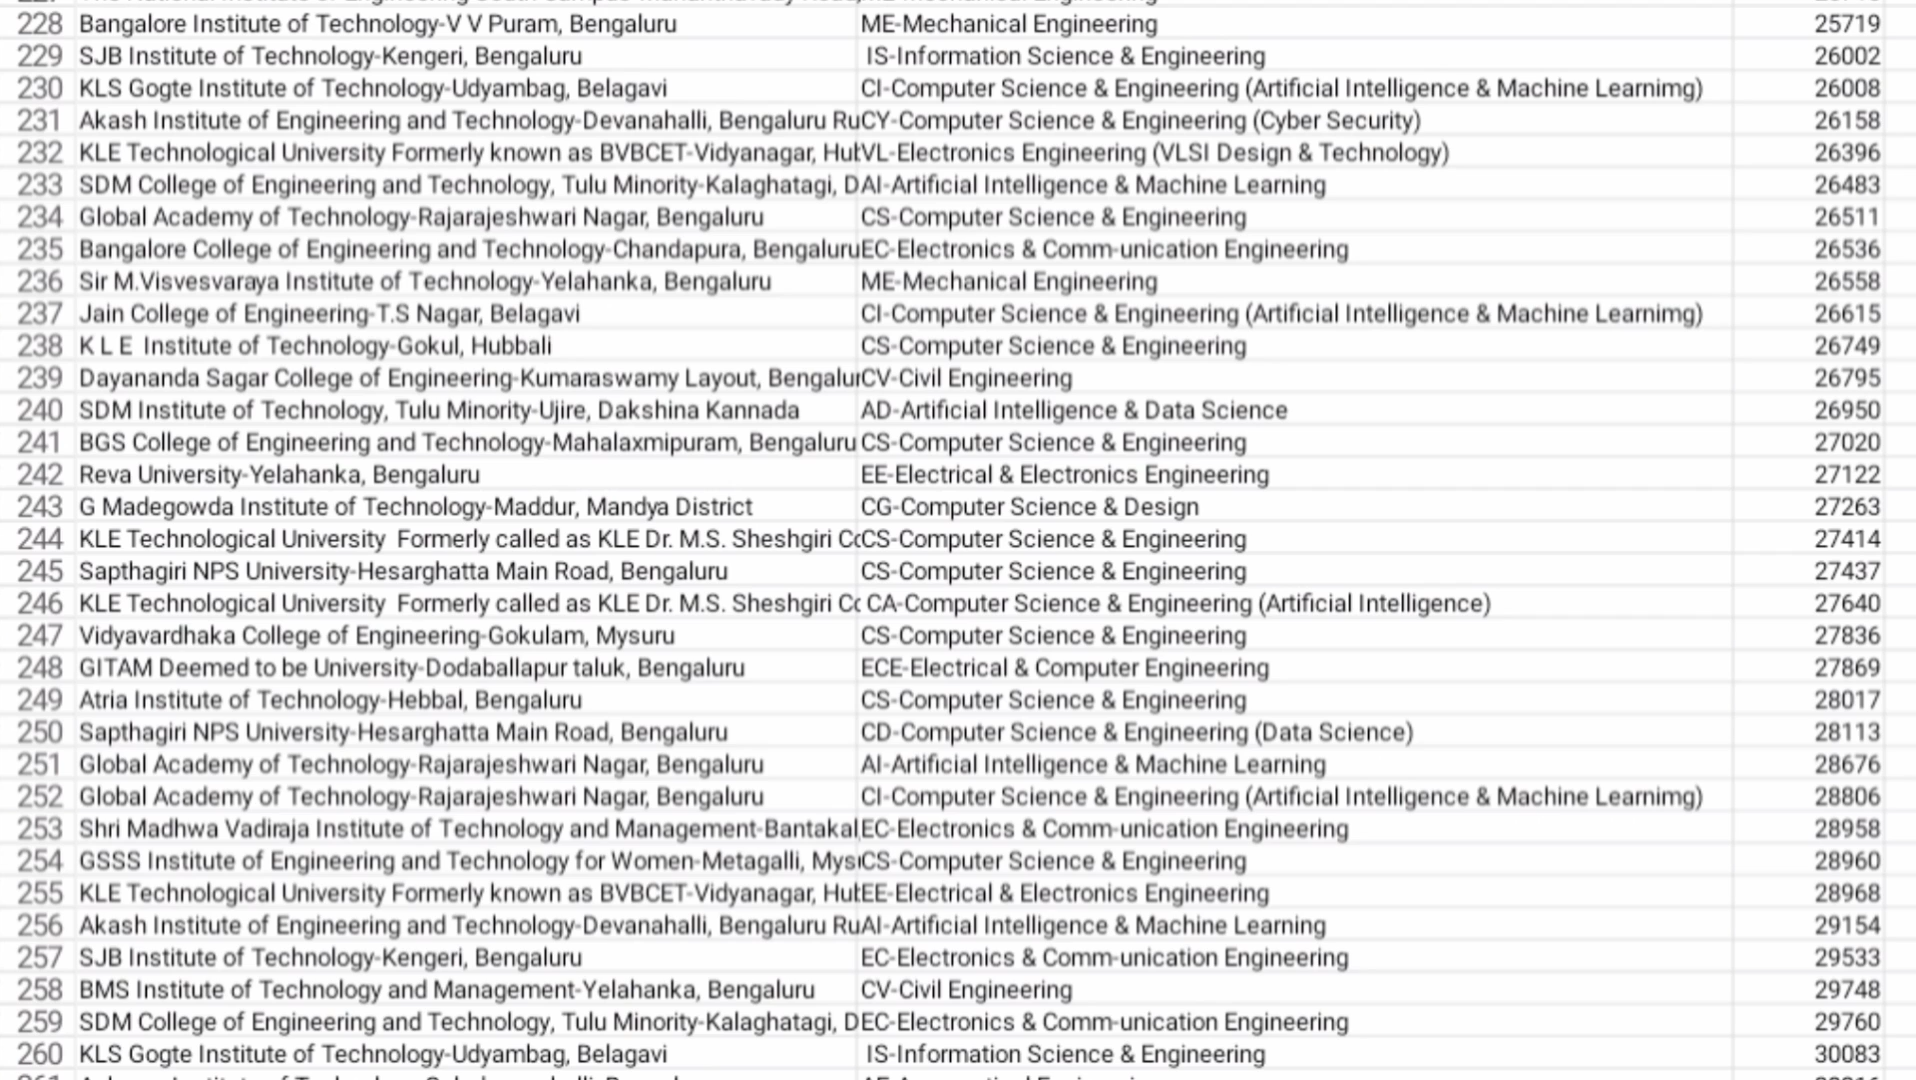 228 Bangalore Institute of Technology-V V Puram, Bengaluru ME-Mechanical Engineering 25719
229 SJB Institute of Technology-Kengeri, Bengaluru IS-Information Science & Engineering 26002
230 KLS Gogte Institute of Technology-Udyambag, Belagavi CI-Computer Science & Engineering (Artificial Intelligence & Machine Learnimg) 26008
231 Akash Institute of Engineering and Technology-Devanahalli, Bengaluru Ru CY-Computer Science & Engineering (Cyber Security) 26158
232 KLE Technological University Formerly known as BVBCET-Vidyanagar, Hub VL-Electronics Engineering (VLSI Design & Technology) 26396
233 SDM College of Engineering and Technology, Tulu Minority-Kalaghatagi, D AI-Artificial Intelligence & Machine Learning 26483
234 Global Academy of Technology-Rajarajeshwari Nagar, Bengaluru CS-Computer Science & Engineering 26511
235 Bangalore College of Engineering and Technology-Chandapura, Bengaluru EC-Electronics & Comm-unication Engineering 26536
236 Sir M.Visvesvaraya Institute of Technology-Yelahanka, Bengaluru ME-Mechanical Engineering 26558
237 Jain College of Engineering-T.S Nagar, Belagavi CI-Computer Science & Engineering (Artificial Intelligence & Machine Learnimg) 26615
238 K L E Institute of Technology-Gokul, Hubbali CS-Computer Science & Engineering 26749
239 Dayananda Sagar College of Engineering-Kumaraswamy Layout, Bengalur CV-Civil Engineering 26795
240 SDM Institute of Technology, Tulu Minority-Ujire, Dakshina Kannada AD-Artificial Intelligence & Data Science 26950
241 BGS College of Engineering and Technology-Mahalaxmipuram, Bengaluru CS-Computer Science & Engineering 27020
242 Reva University-Yelahanka, Bengaluru EE-Electrical & Electronics Engineering 27122
243 G Madegowda Institute of Technology-Maddur, Mandya District CG-Computer Science & Design 27263
244 KLE Technological University Formerly called as KLE Dr. M.S. Sheshgiri Co CS-Computer Science & Engineering 27414
245 Sapthagiri NPS University-Hesarghatta Main Road, Bengaluru CS-Computer Science & Engineering 27437
246 KLE Technological University Formerly called as KLE Dr. M.S. Sheshgiri Co CA-Computer Science & Engineering (Artificial Intelligence) 27640
247 Vidyavardhaka College of Engineering-Gokulam, Mysuru CS-Computer Science & Engineering 27836
248 GITAM Deemed to be University-Dodaballapur taluk, Bengaluru ECE-Electrical & Computer Engineering 27869
249 Atria Institute of Technology-Hebbal, Bengaluru CS-Computer Science & Engineering 28017
250 Sapthagiri NPS University-Hesarghatta Main Road, Bengaluru CD-Computer Science & Engineering (Data Science) 28113
251 Global Academy of Technology-Rajarajeshwari Nagar, Bengaluru AI-Artificial Intelligence & Machine Learning 28676
252 Global Academy of Technology-Rajarajeshwari Nagar, Bengaluru CI-Computer Science & Engineering (Artificial Intelligence & Machine Learnimg) 28806
253 Shri Madhwa Vadiraja Institute of Technology and Management-Bantakal, EC-Electronics & Comm-unication Engineering 28958
254 GSSS Institute of Engineering and Technology for Women-Metagalli, Mys CS-Computer Science & Engineering 28960
255 KLE Technological University Formerly known as BVBCET-Vidyanagar, Hub EE-Electrical & Electronics Engineering 28968
256 Akash Institute of Engineering and Technology-Devanahalli, Bengaluru Ru AI-Artificial Intelligence & Machine Learning 29154
257 SJB Institute of Technology-Kengeri, Bengaluru EC-Electronics & Comm-unication Engineering 29533
258 BMS Institute of Technology and Management-Yelahanka, Bengaluru CV-Civil Engineering 29748
259 SDM College of Engineering and Technology, Tulu Minority-Kalaghatagi, D EC-Electronics & Comm-unication Engineering 29760
260 KLS Gogte Institute of Technology-Udyambag, Belagavi IS-Information Science & Engineering 30083